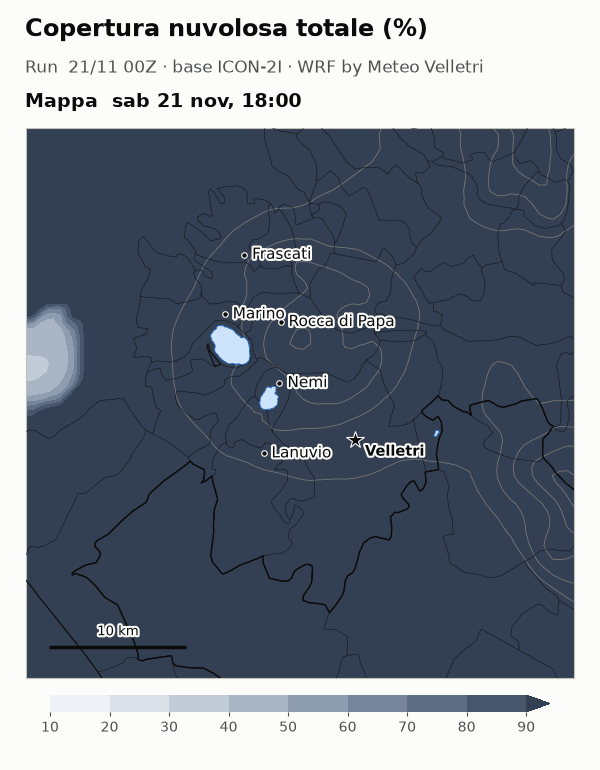 Copertura nuvolosa totale (%)
Run  21/11 00Z · base ICON-2I · WRF by Meteo Velletri
Mappa  sab 21 nov, 18:00
Frascati
Marino
Rocca di Papa
Nemi
Velletri
Lanuvio
10 km
10 20 30 40 50 60 70 80 90